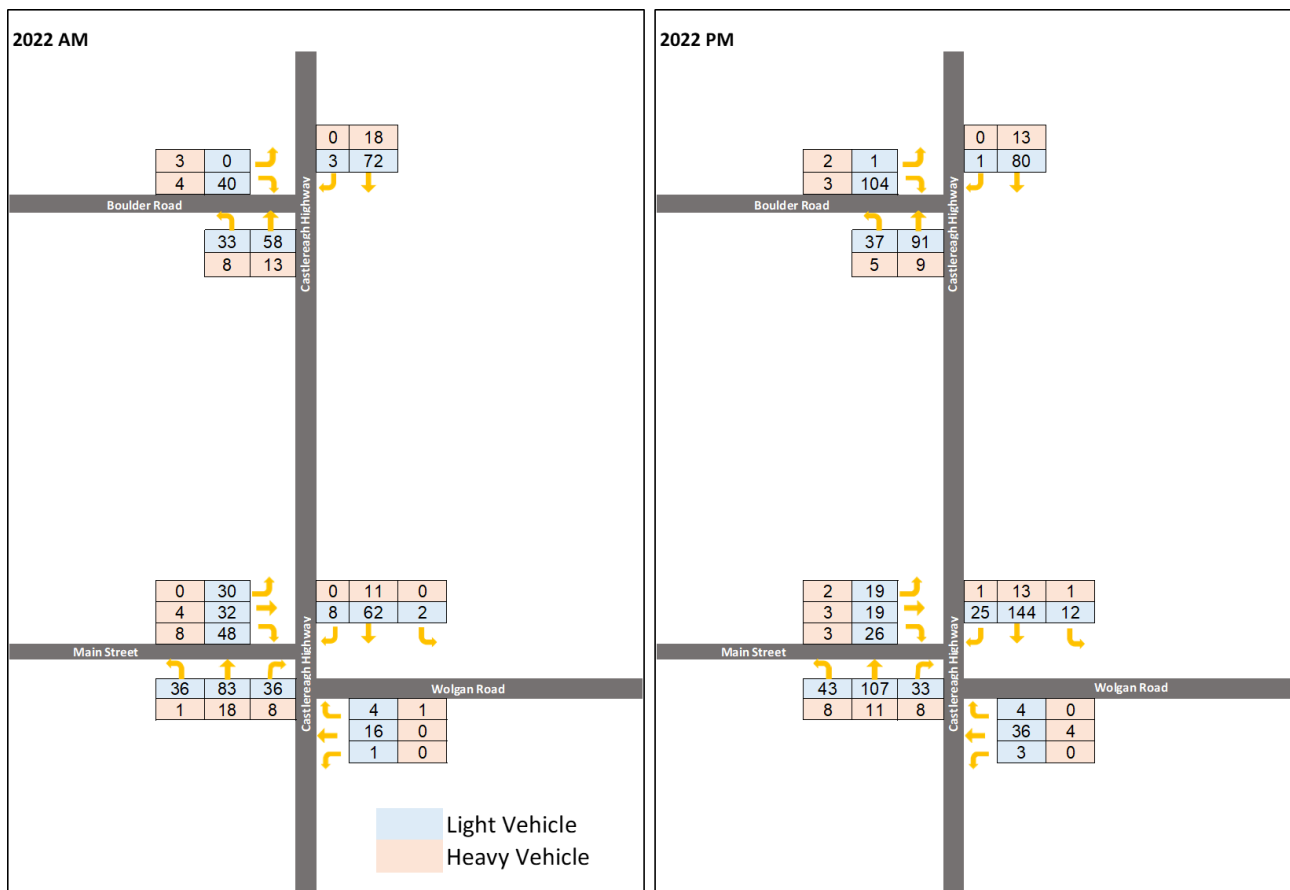 2022 AM
0 18
3 72
3 0
4 40
Boulder Road
33 58
8 13
Castlereagh Highway
0 30
4 32
8 48
0 11 0
8 62 2
Main Street
Castlereagh Highway
36 83 36
1 18 8
Wolgan Road
4 1
16 0
1 0
Light Vehicle
Heavy Vehicle
2022 PM
0 13
1 80
2 1
3 104
Boulder Road
37 91
5 9
Castlereagh Highway
2 19
3 19
3 26
1 13 1
25 144 12
Main Street
Castlereagh Highway
43 107 33
8 11 8
Wolgan Road
4 0
36 4
3 0